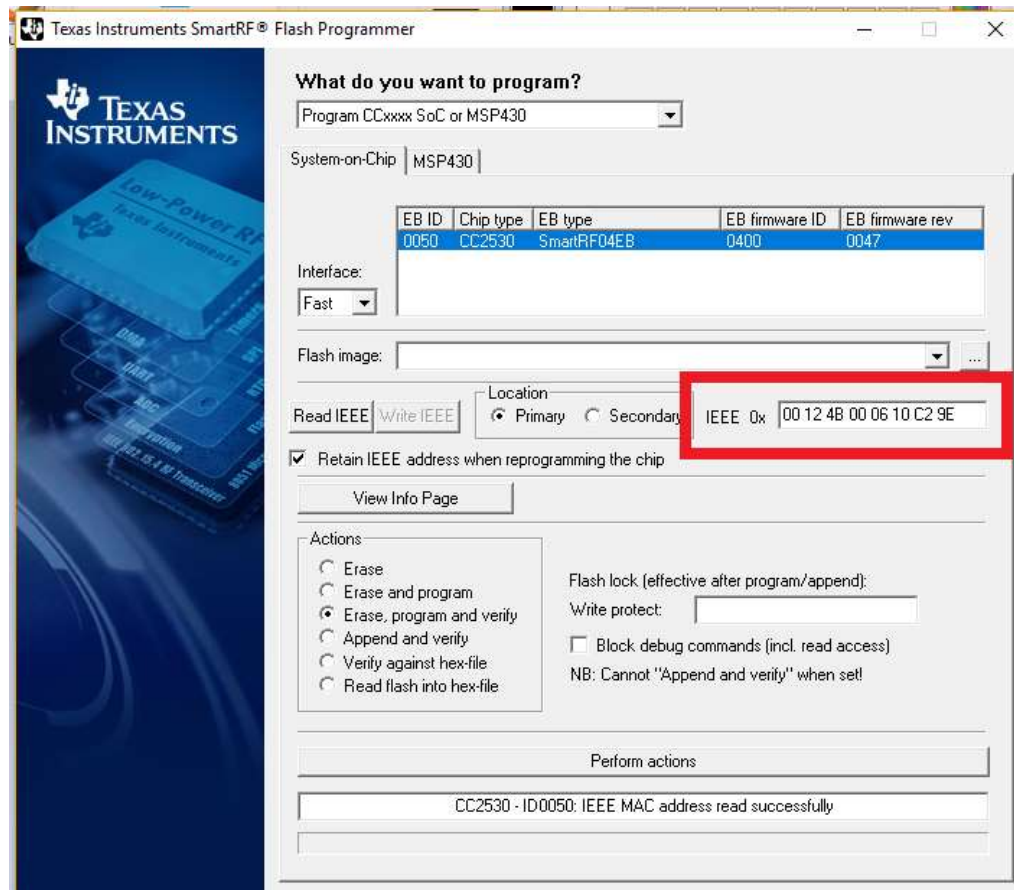 Texas Instruments SmartRF® Flash Programmer
TEXAS
INSTRUMENTS
Low-Power RF
Texas Instruments
DMA
UART
ADC
Encryption
What do you want to program?
Program CCxxxx SoC or MSP430
System-on-Chip MSP430
EB ID Chip type EB type EB firmware ID EB firmware rev
0050 CC2530 SmartRF04EB 0400 0047
Interface:
Fast
Flash image: ...
Location
Read IEEE Write IEEE Primary Secondary IEEE 0x 00 12 4B 00 06 10 C2 9E
Retain IEEE address when reprogramming the chip
View Info Page
Actions
Erase
Erase and program
Erase, program and verify
Append and verify
Verify against hex-file
Read flash into hex-file
Flash lock (effective after program/append):
Write protect:
Block debug commands (incl. read access)
NB: Cannot "Append and verify" when set!
Perform actions
CC2530 - ID0050: IEEE MAC address read successfully